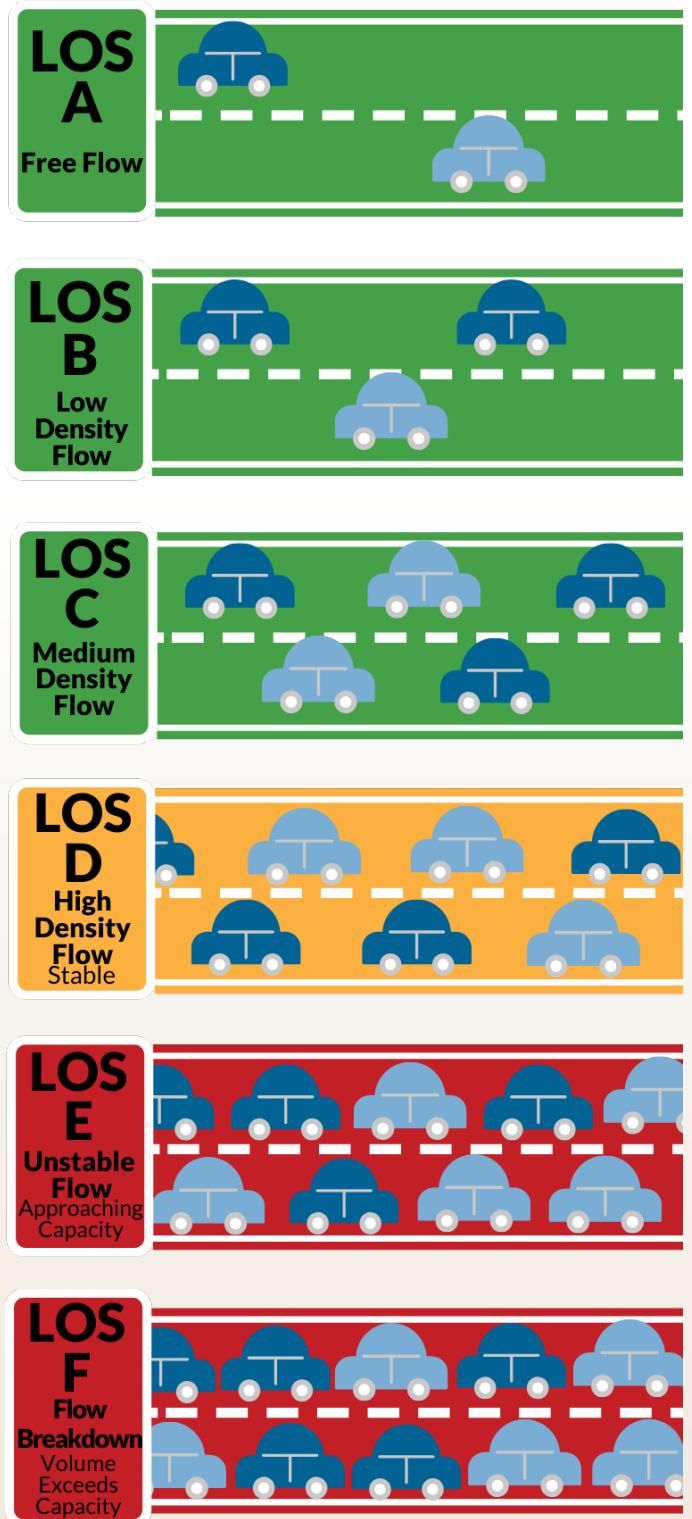 LOS
A
Free Flow
LOS
B
Low
Density
Flow
LOS
C
Medium
Density
Flow
LOS
D
High
Density
Flow
Stable
LOS
E
Unstable
Flow
Approaching
Capacity
LOS
F
Flow
Breakdown
Volume
Exceeds
Capacity